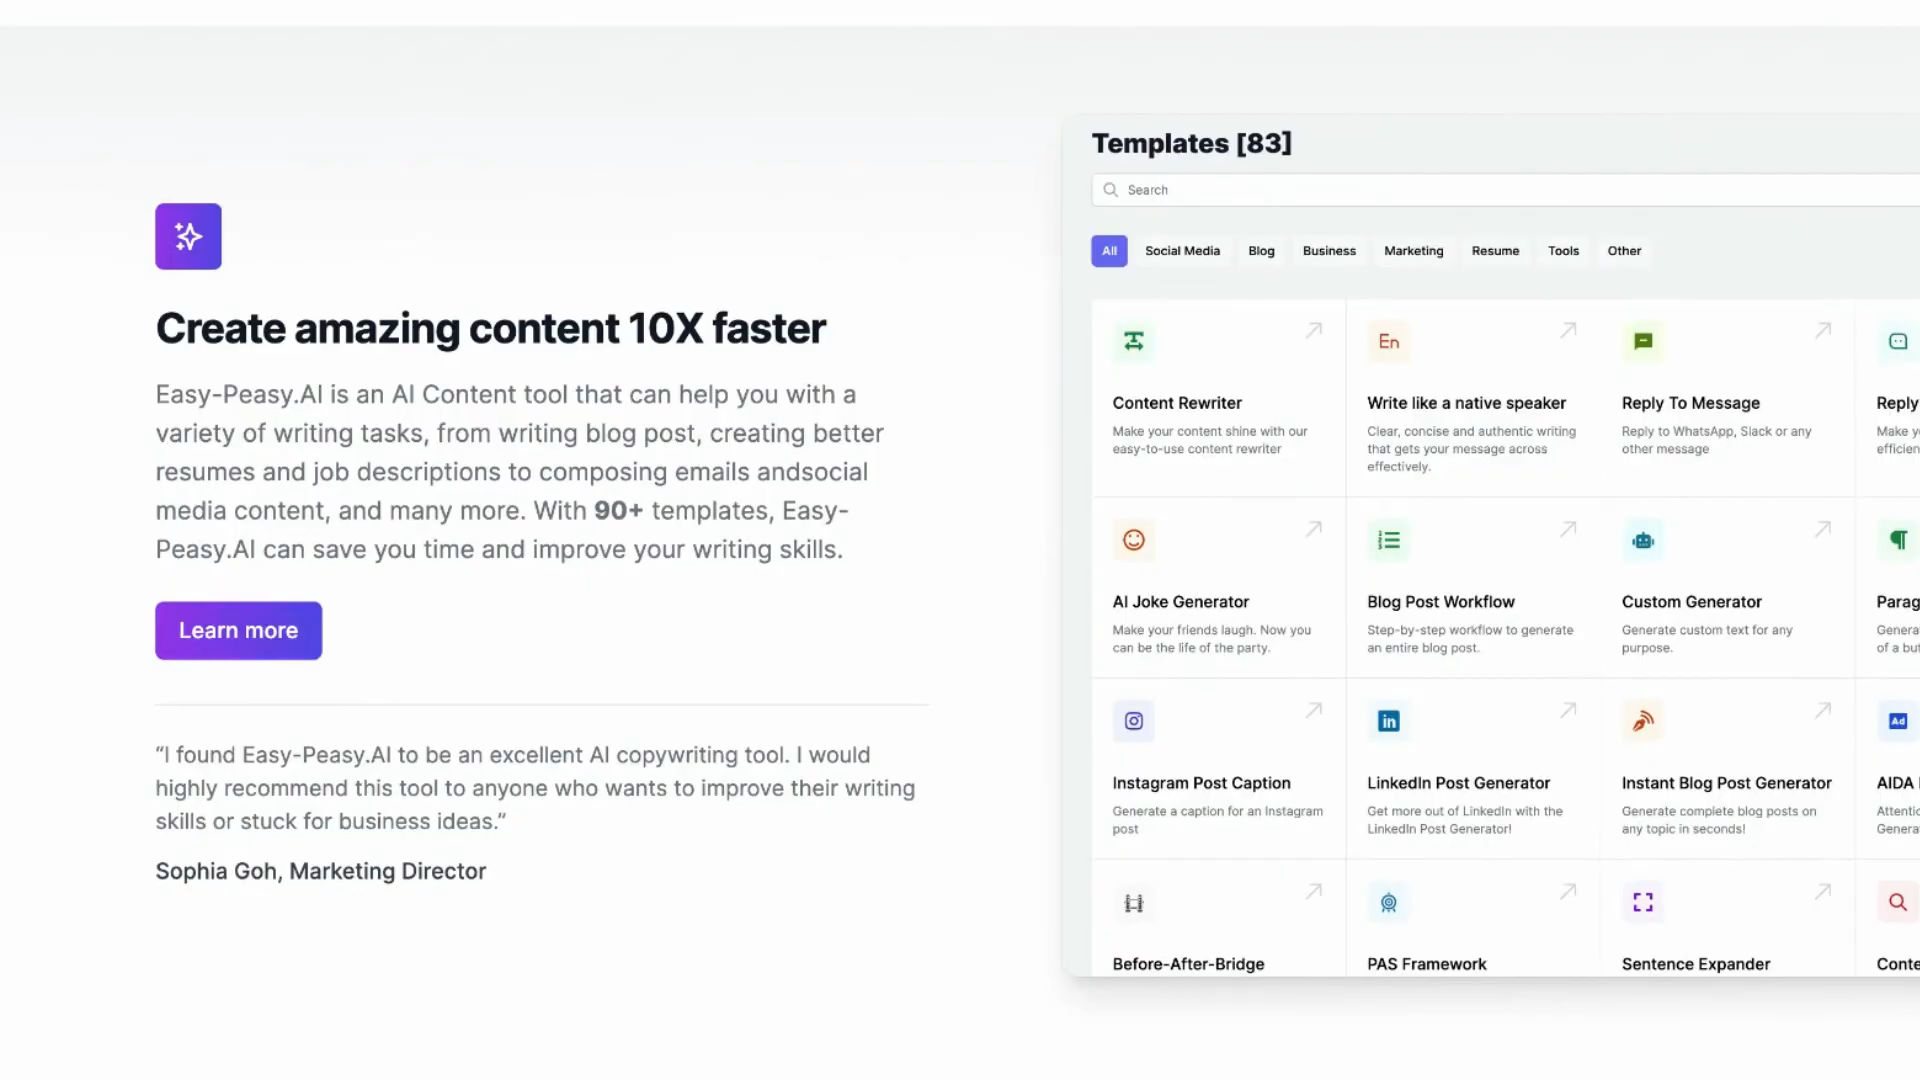 Create amazing content 10X faster
Easy-Peasy.AI is an AI Content tool that can help you with a
variety of writing tasks, from writing blog post, creating better
resumes and job descriptions to composing emails andsocial
media content, and many more. With 90+ templates, Easy-
Peasy.AI can save you time and improve your writing skills.
Learn more
“I found Easy-Peasy.AI to be an excellent AI copywriting tool. I would
highly recommend this tool to anyone who wants to improve their writing
skills or stuck for business ideas.”
Sophia Goh, Marketing Director
Templates [83]
Search
All Social Media Blog Business Marketing Resume Tools Other
En
Content Rewriter
Make your content shine with our
easy-to-use content rewriter
Write like a native speaker
Clear, concise and authentic writing
that gets your message across
effectively.
Reply To Message
Reply to WhatsApp, Slack or any
other message
Reply
AI Joke Generator
Make your friends laugh. Now you
can be the life of the party.
Blog Post Workflow
Step-by-step workflow to generate
an entire blog post.
Custom Generator
Generate custom text for any
purpose.
in
Ad
Instagram Post Caption
Generate a caption for an Instagram
post
LinkedIn Post Generator
Get more out of LinkedIn with the
LinkedIn Post Generator!
Instant Blog Post Generator
Generate complete blog posts on
any topic in seconds!
AIDA
Before-After-Bridge
PAS Framework
Sentence Expander